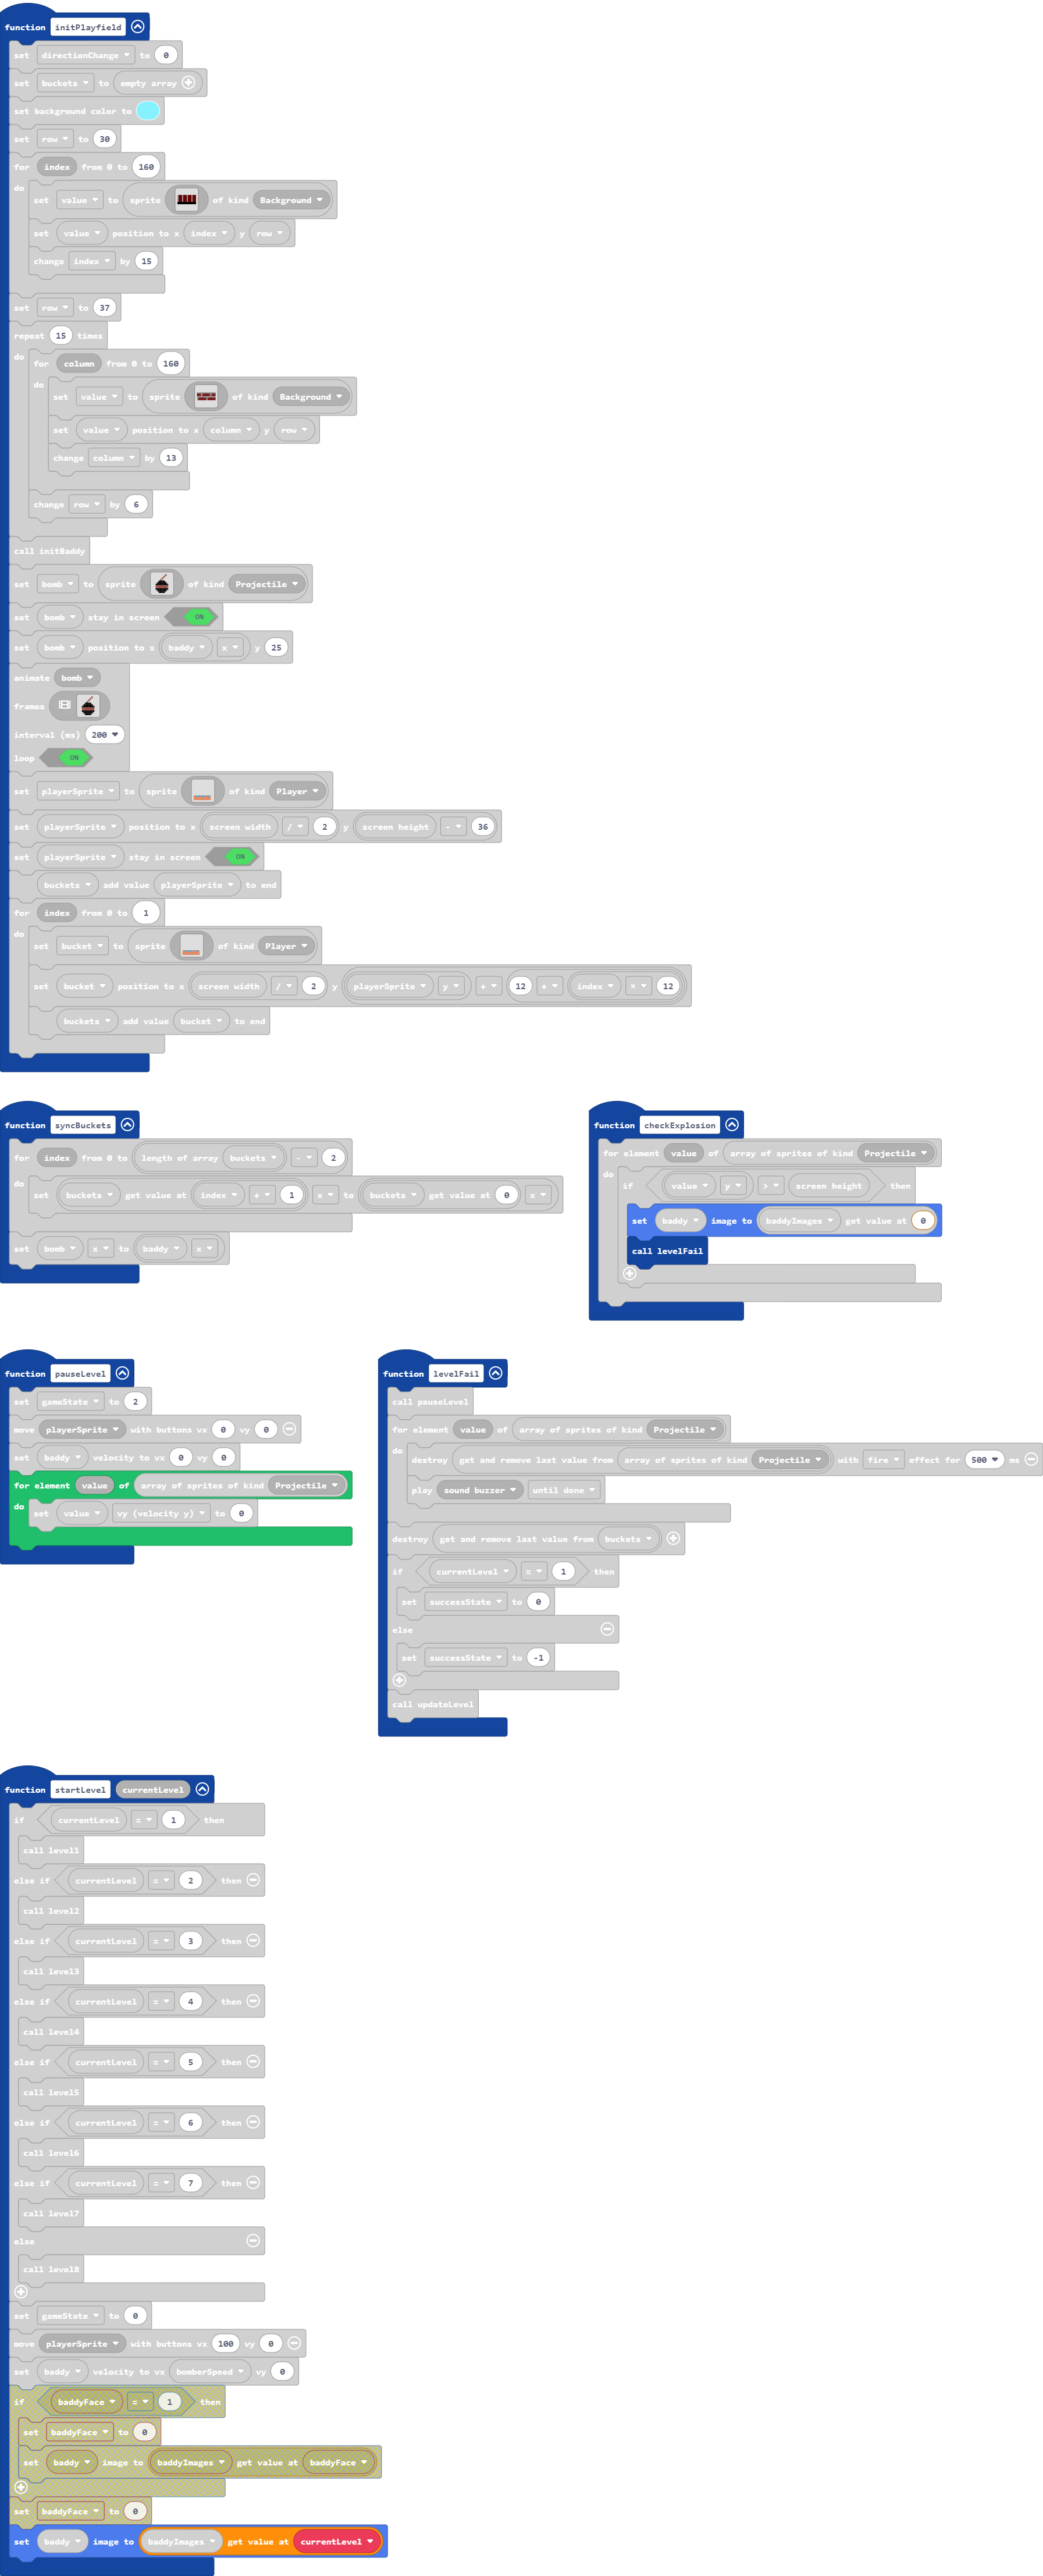 function initPlayfield
set directionChange to 0
set buckets to empty array
set background color to
set row to 30
for index from 0 to 160
do
set value to sprite of kind Background
set value position to x index y row
change index by 15
set row to 37
repeat 15 times
do
for column from 0 to 160
do
set value to sprite of kind Background
set value position to x column y row
change column by 13
change row by 6
call initBaddy
set bomb to sprite of kind Projectile
set bomb stay in screen ON
set bomb position to x baddy x y 25
animate bomb
frames
interval (ms) 200
loop ON
set playerSprite to sprite of kind Player
set playerSprite position to x screen width / 2 y screen height - 36
set playerSprite stay in screen ON
buckets add value playerSprite to end
for index from 0 to 1
do
set bucket to sprite of kind Player
set bucket position to x screen width / 2 y playerSprite y + 12 + index × 12
buckets add value bucket to end
function syncBuckets
for index from 0 to length of array buckets - 2
do
set buckets get value at index + 1 = to buckets get value at 0 x
set bomb x to baddy x
function checkExplosion
for element value of array of sprites of kind Projectile
do
if value y > screen height then
set baddy image to baddyImages get value at 0
call levelFail
function pauseLevel
set gameState to 2
move playerSprite with buttons vx 0 vy 0
set baddy velocity to vx 0 vy 0
for element value of array of sprites of kind Projectile
do
set value vy (velocity y) to 0
function levelFail
call pauseLevel
for element value of array of sprites of kind Projectile
do
destroy get and remove last value from array of sprites of kind Projectile with fire effect for 500 ms
play sound buzzer until done
destroy get and remove last value from buckets
if currentLevel = 1 then
set successState to 0
else
set successState to -1
call updateLevel
function startLevel currentLevel
if currentLevel = 1 then
call level1
else if currentLevel = 2 then
call level2
else if currentLevel = 3 then
call level3
else if currentLevel = 4 then
call level4
else if currentLevel = 5 then
call level5
else if currentLevel = 6 then
call level6
else if currentLevel = 7 then
call level7
else
call level8
set gameState to 0
move playerSprite with buttons vx 100 vy 0
set baddy velocity to vx bomberSpeed vy 0
if baddyFace = 1 then
set baddyFace to 0
set baddy image to baddyImages get value at baddyFace
set baddyFace to 0
set baddy image to baddyImages get value at currentLevel